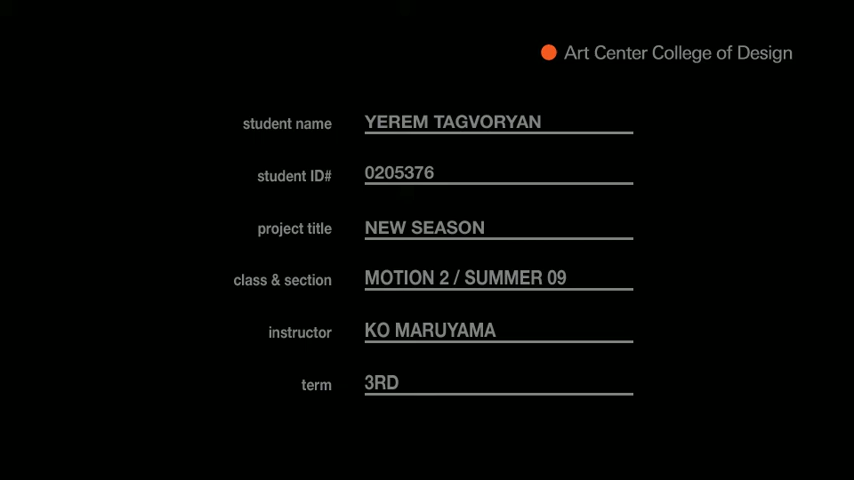 Art Center College of Design
student name YEREM TAGVORYAN
student ID# 0205376
project title NEW SEASON
class & section MOTION 2 / SUMMER 09
instructor KO MARUYAMA
term 3RD